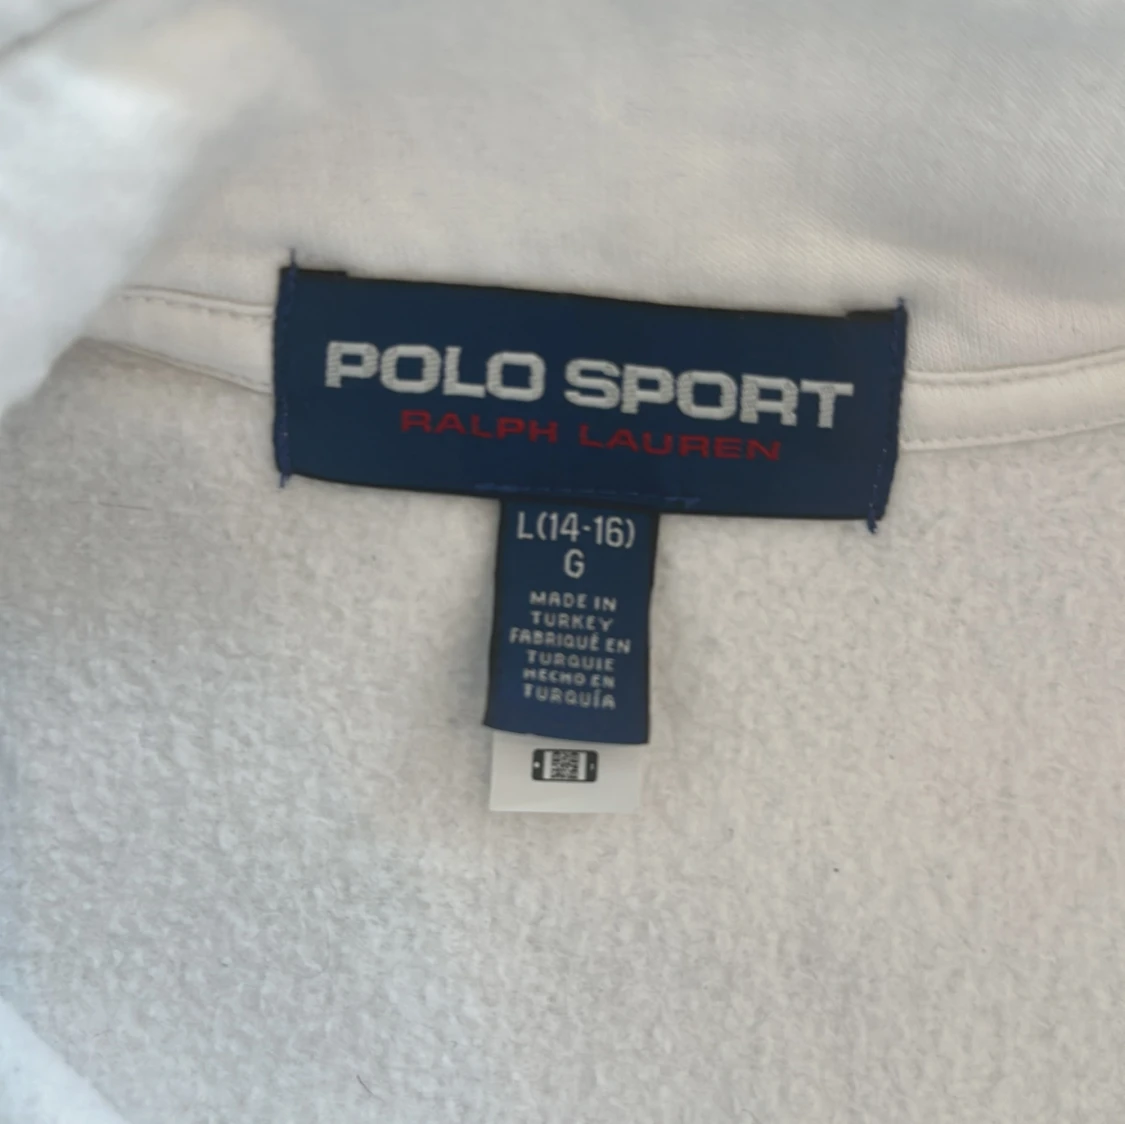 POLO SPORT
RALPH LAUREN
L(14-16)
G
MADE IN
TURKEY
FABRIQUÉ EN
TURQUIE
HECHO EN
TURQUÍA